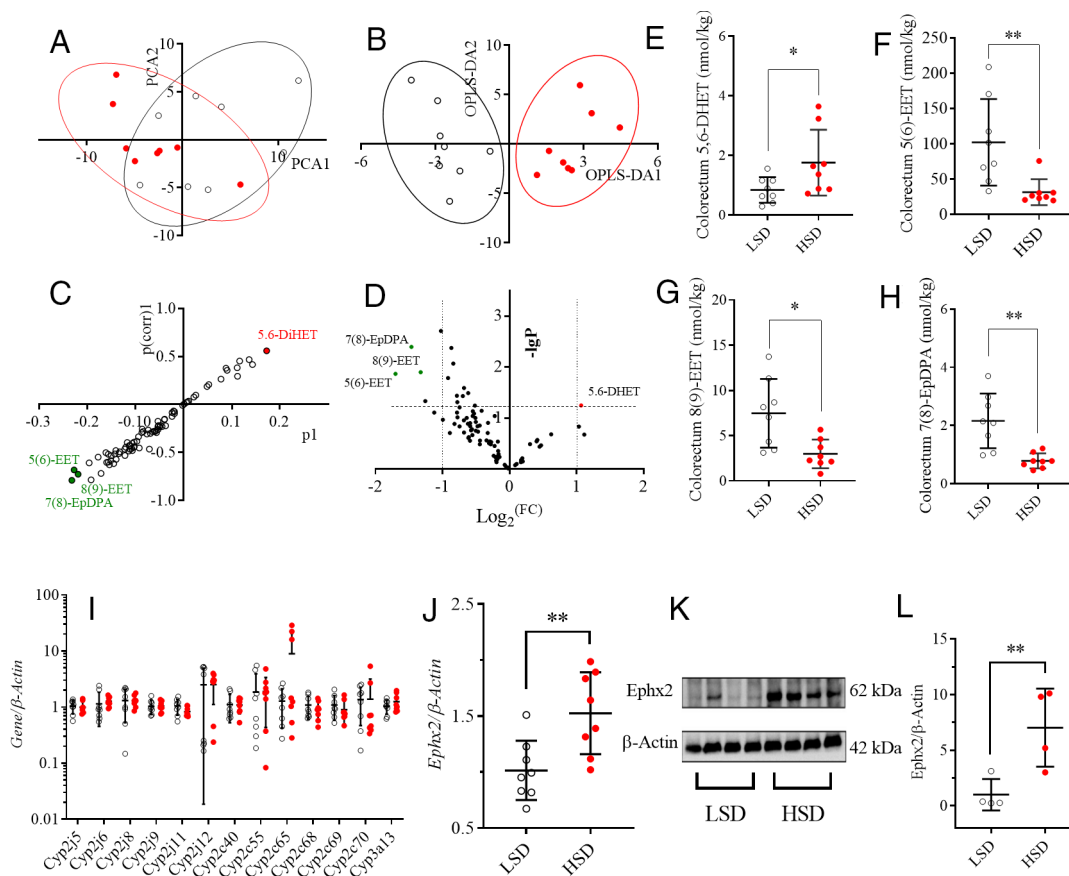 A
PCA2
10
5
-10
10
PCA1
-5
-10
B
OPLS-DA2
10
5
-6
-3
3
6
OPLS-DA1
-5
-10
E
Colorectum 5,6-DHET (nmol/kg)
6
4
2
0
*
LSD
HSD
F
Colorectum 5(6)-EET (nmol/kg)
250
200
150
100
50
0
**
LSD
HSD
C
p(corr)1
1.0
0.5
5.6-DiHET
-0.3
-0.2
-0.1
0.0
0.1
0.2
0.3
p1
-0.5
-1.0
5(6)-EET
8(9)-EET
7(8)-EpDPA
D
-lgP
3
2
1
7(8)-EpDPA
8(9)-EET
5(6)-EET
5.6-DHET
-2
-1
0
1
2
Log2(FC)
G
Colorectum 8(9)-EET (nmol/kg)
20
15
10
5
0
*
LSD
HSD
H
Colorectum 7(8)-EpDPA (nmol/kg)
6
4
2
0
**
LSD
HSD
I
Gene/β-Actin
100
10
1
0.1
0.01
Cyp2j5
Cyp2j6
Cyp2j8
Cyp2j9
Cyp2j11
Cyp2j12
Cyp2c40
Cyp2c55
Cyp2c65
Cyp2c68
Cyp2c69
Cyp2c70
Cyp3a13
J
Ephx2/β-Actin
2.5
1.5
0.5
**
LSD
HSD
K
Ephx2
62 kDa
β-Actin
42 kDa
LSD
HSD
L
Ephx2/β-Actin
15
10
5
0
**
LSD
HSD